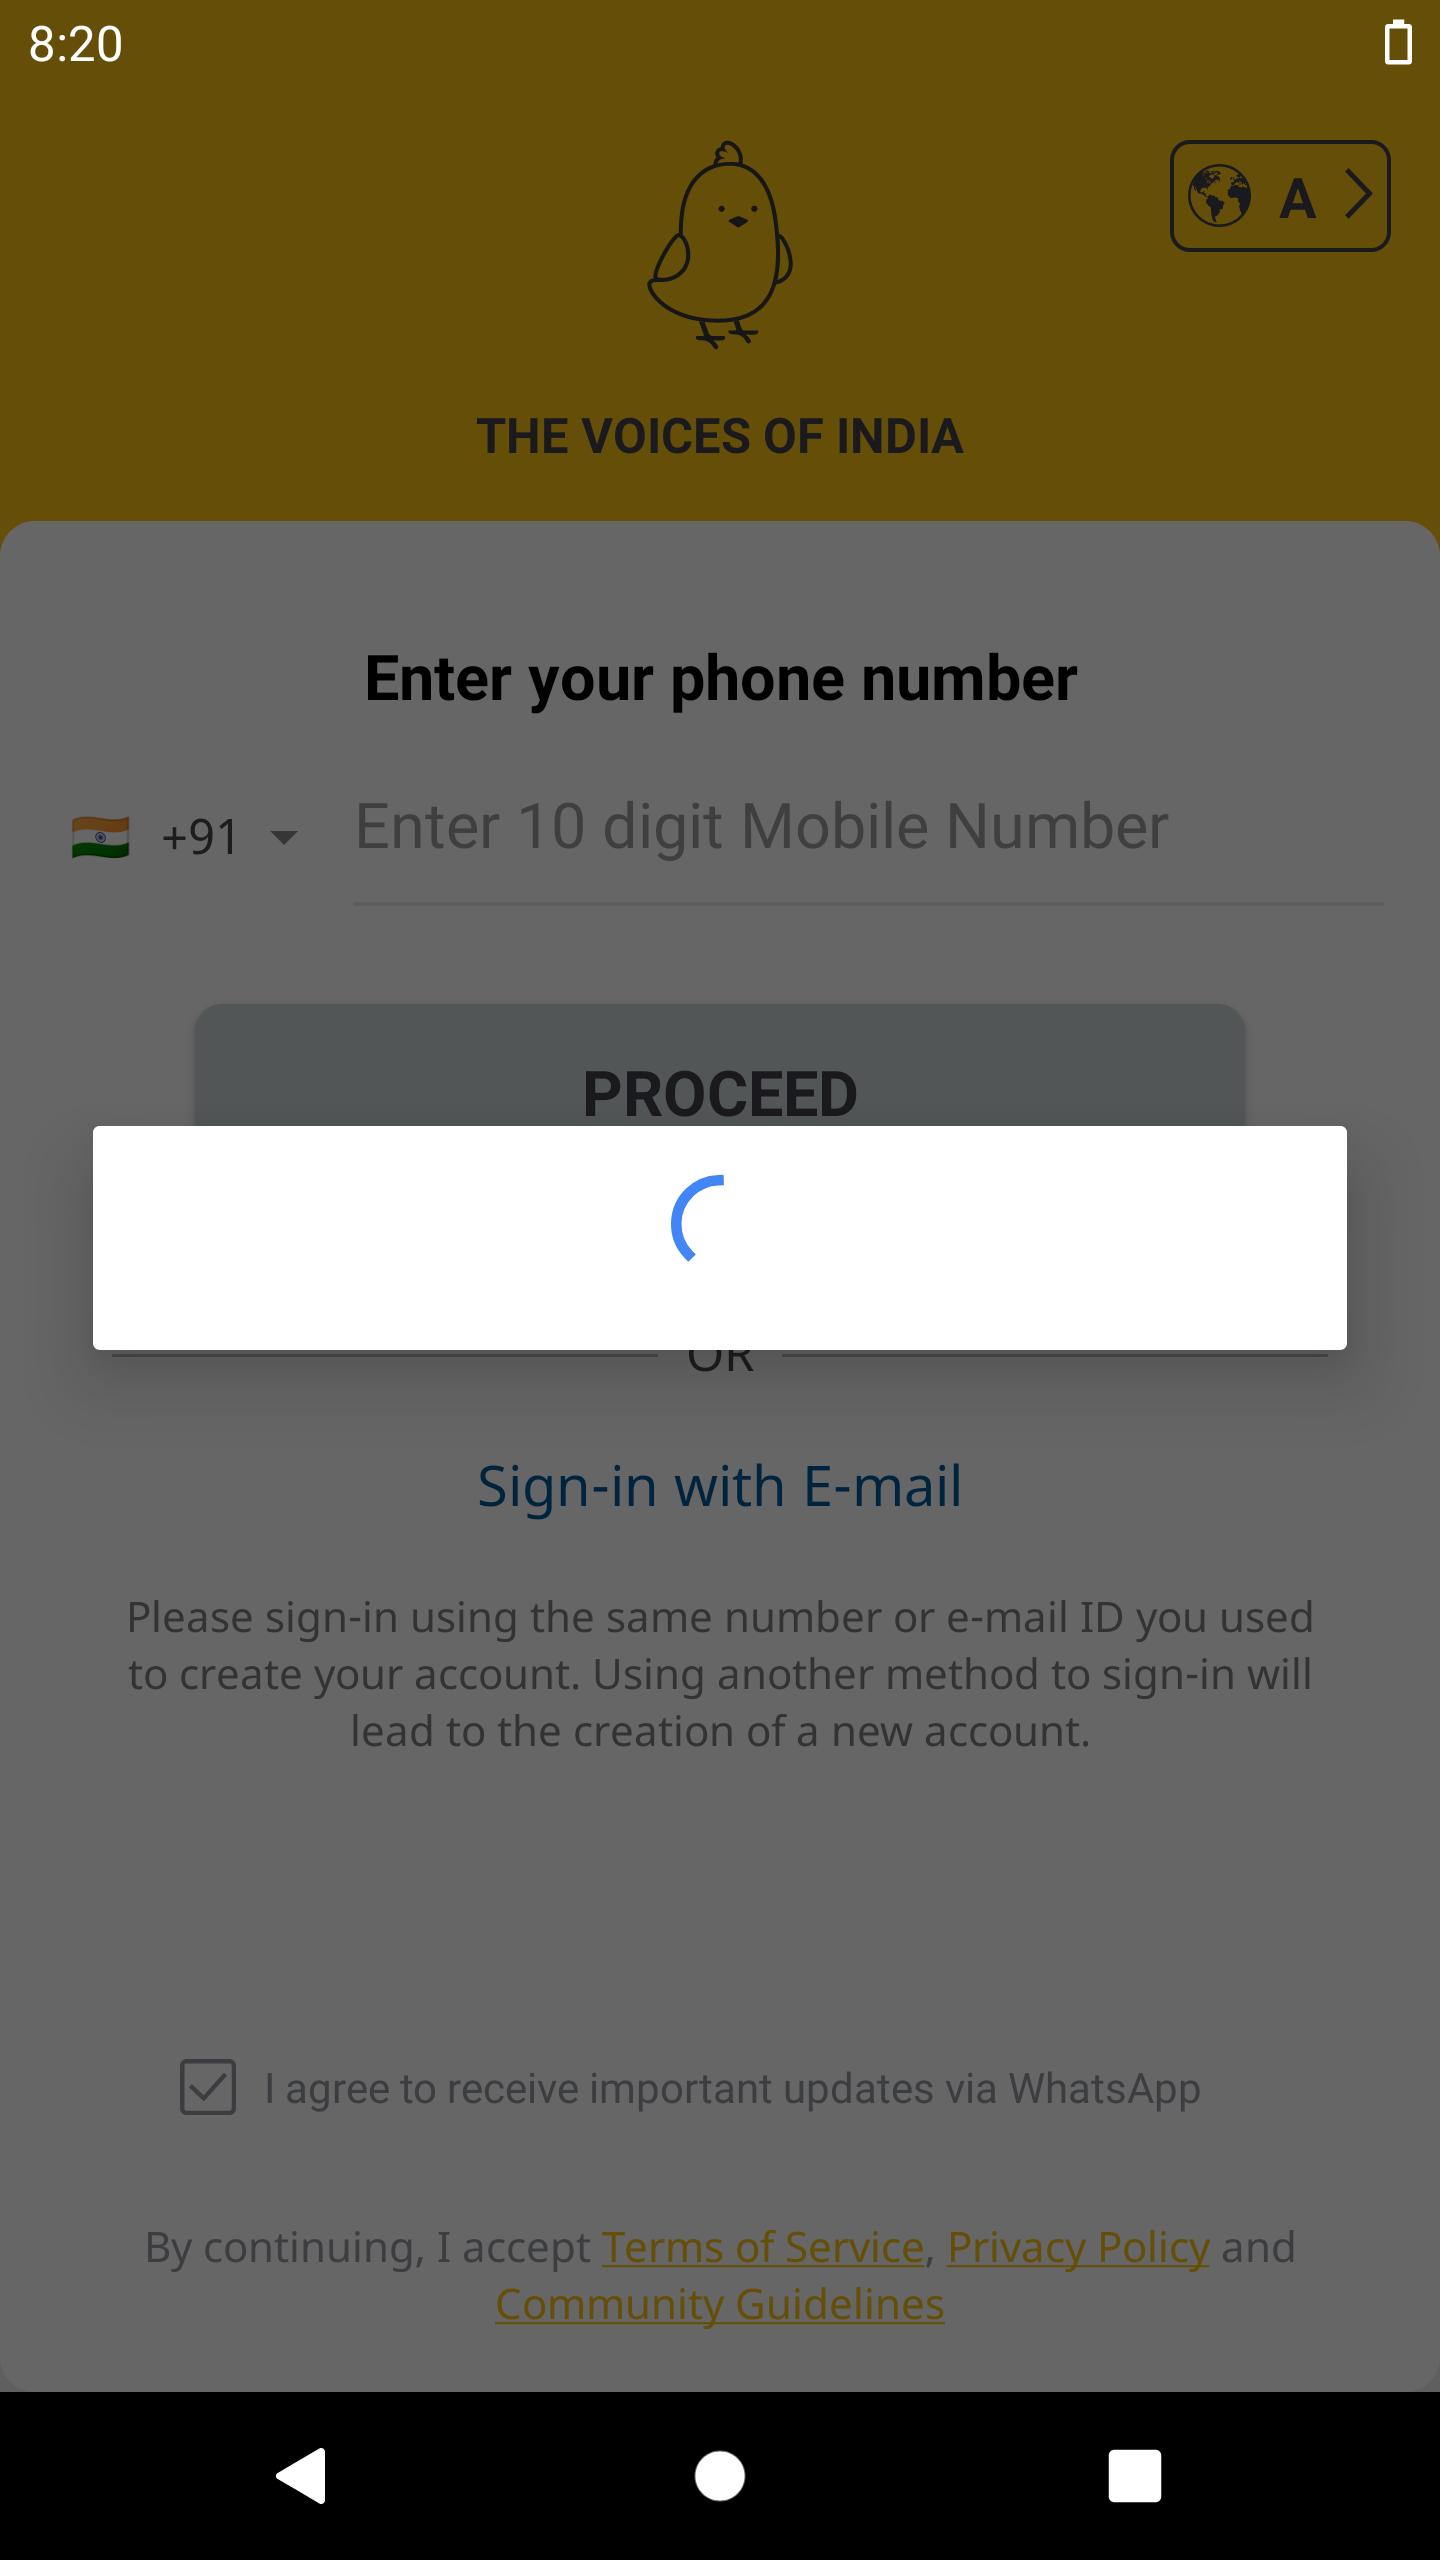 8:20
A
THE VOICES OF INDIA
Enter your phone number
+91
Enter 10 digit Mobile Number
PROCEED
OR
Sign-in with E-mail
Please sign-in using the same number or e-mail ID you used
to create your account. Using another method to sign-in will
lead to the creation of a new account.
I agree to receive important updates via WhatsApp
By continuing, I accept Terms of Service, Privacy Policy and
Community Guidelines